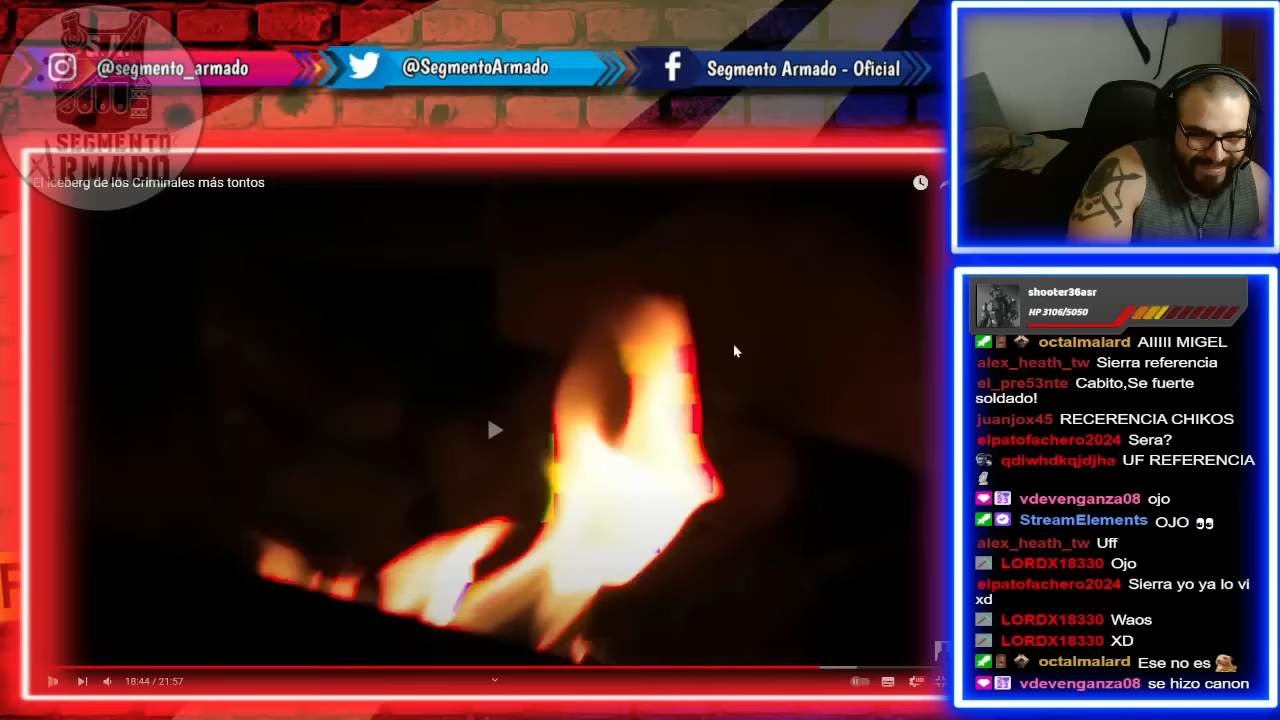 S.A.
SEGMENTO
ARMADO
@segmento_armado
@SegmentoArmado
Segmento Armado - Oficial
El Iceberg de los Criminales más tontos
18:44 / 21:57
shooter36asr
HP 3106/5050
octalmalard AIIIII MIGEL
alex_heath_tw Sierra referencia
el_pre53nte Cabito,Se fuerte
soldado!
juanjox45 RECERENCIA CHIKOS
elpatofachero2024 Sera?
qdiwhdkqjdjha UF REFERENCIA
vdevenganza08 ojo
StreamElements OJO 👀
alex_heath_tw Uff
LORDX18330 Ojo
elpatofachero2024 Sierra yo ya lo vi
xd
LORDX18330 Waos
LORDX18330 XD
octalmalard Ese no es
vdevenganza08 se hizo canon